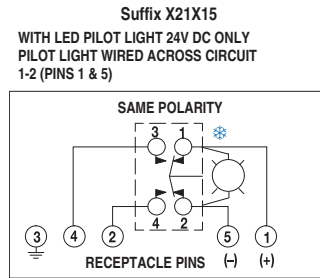 Suffix X21X15
WITH LED PILOT LIGHT 24V DC ONLY
PILOT LIGHT WIRED ACROSS CIRCUIT
1-2 (PINS 1 & 5)
SAME POLARITY
3 1
4 2
3 4 2 5 1
(–) (+)
RECEPTACLE PINS